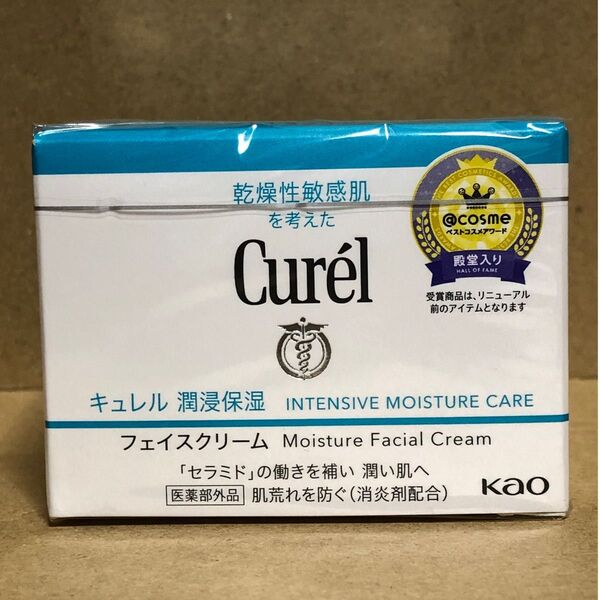 乾燥性敏感肌
を考えた
Curél
キュレル 潤浸保湿 INTENSIVE MOISTURE CARE
フェイスクリーム Moisture Facial Cream
「セラミド」の働きを補い 潤い肌へ
医薬部外品 肌荒れを防ぐ(消炎剤配合)
Kao
@cosme
ベストコスメアワード
殿堂入り
HALL OF FAME
受賞商品は、リニューアル
前のアイテムとなります